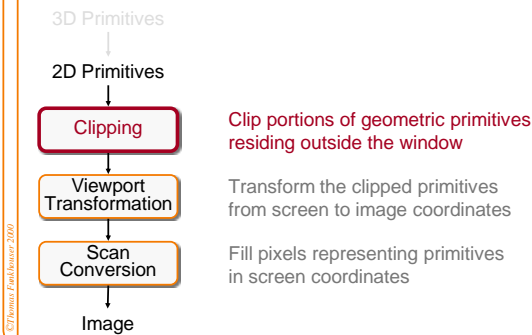 3D Primitives
2D Primitives
Clipping
Clip portions of geometric primitives
residing outside the window
Viewport
Transformation
Transform the clipped primitives
from screen to image coordinates
Scan
Conversion
Fill pixels representing primitives
in screen coordinates
Image
©Thomas Funkhouser 2000